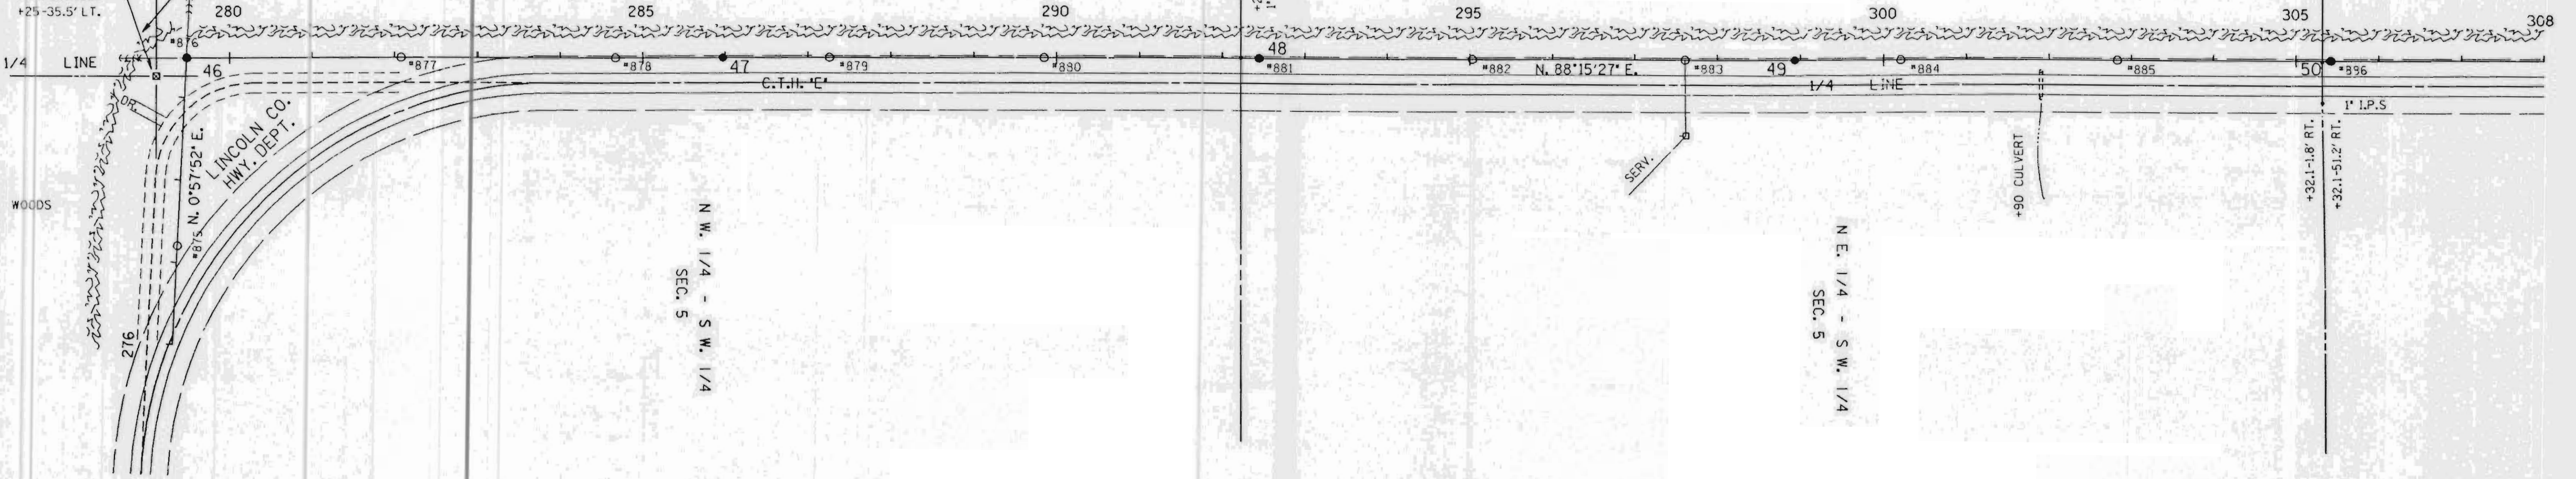 +25-35.5' LT.
280
285
290
295
300
305
308
1/4 LINE
"876
46
"877
"878
47
"879
"880
48
"881
"882
N. 88°15'27" E.
"883
49
"884
"885
50
"896
C.T.H. "E"
1/4 LINE
1" I.P.S
DR.
LINCOLN CO.
HWY. DEPT.
"875
N. 0°57'52" E.
WOODS
276
N W. 1/4 - S W. 1/4
SEC. 5
SERV.
+90 CULVERT
N E. 1/4 - S W. 1/4
SEC. 5
+32.1-1.8' RT.
+32.1-51.2' RT.